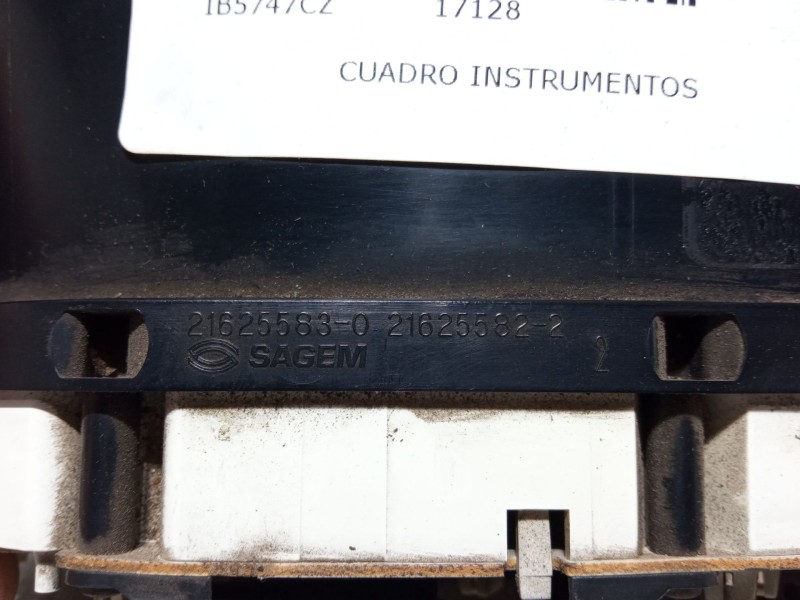 IB5747CZ 17128
CUADRO INSTRUMENTOS
21625583-0 21625582-2
SAGEM 2